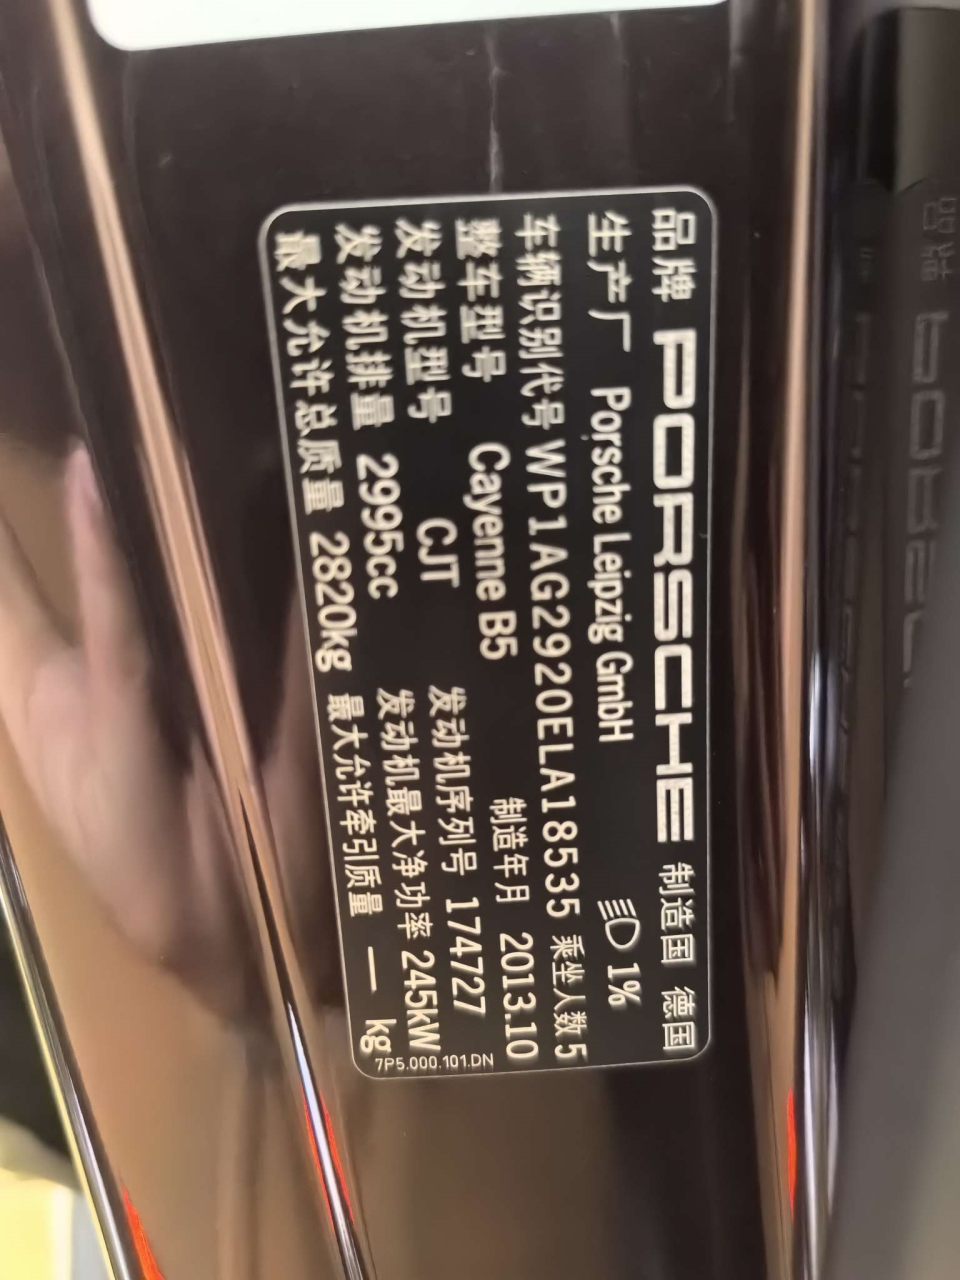 品牌 PORSCHE 制造国 德国
生产厂 Porsche Leipzig GmbH 1%
车辆识别代号 WP1AG2920ELA18535 乘坐人数 5
整车型号 Cayenne B5 制造年月 2013.10
发动机型号 CJT 发动机序列号 174727
发动机排量 2995cc 发动机最大净功率 245kW
最大允许总质量 2820kg 最大允许牵引质量 — kg
7P5.000.101.DN